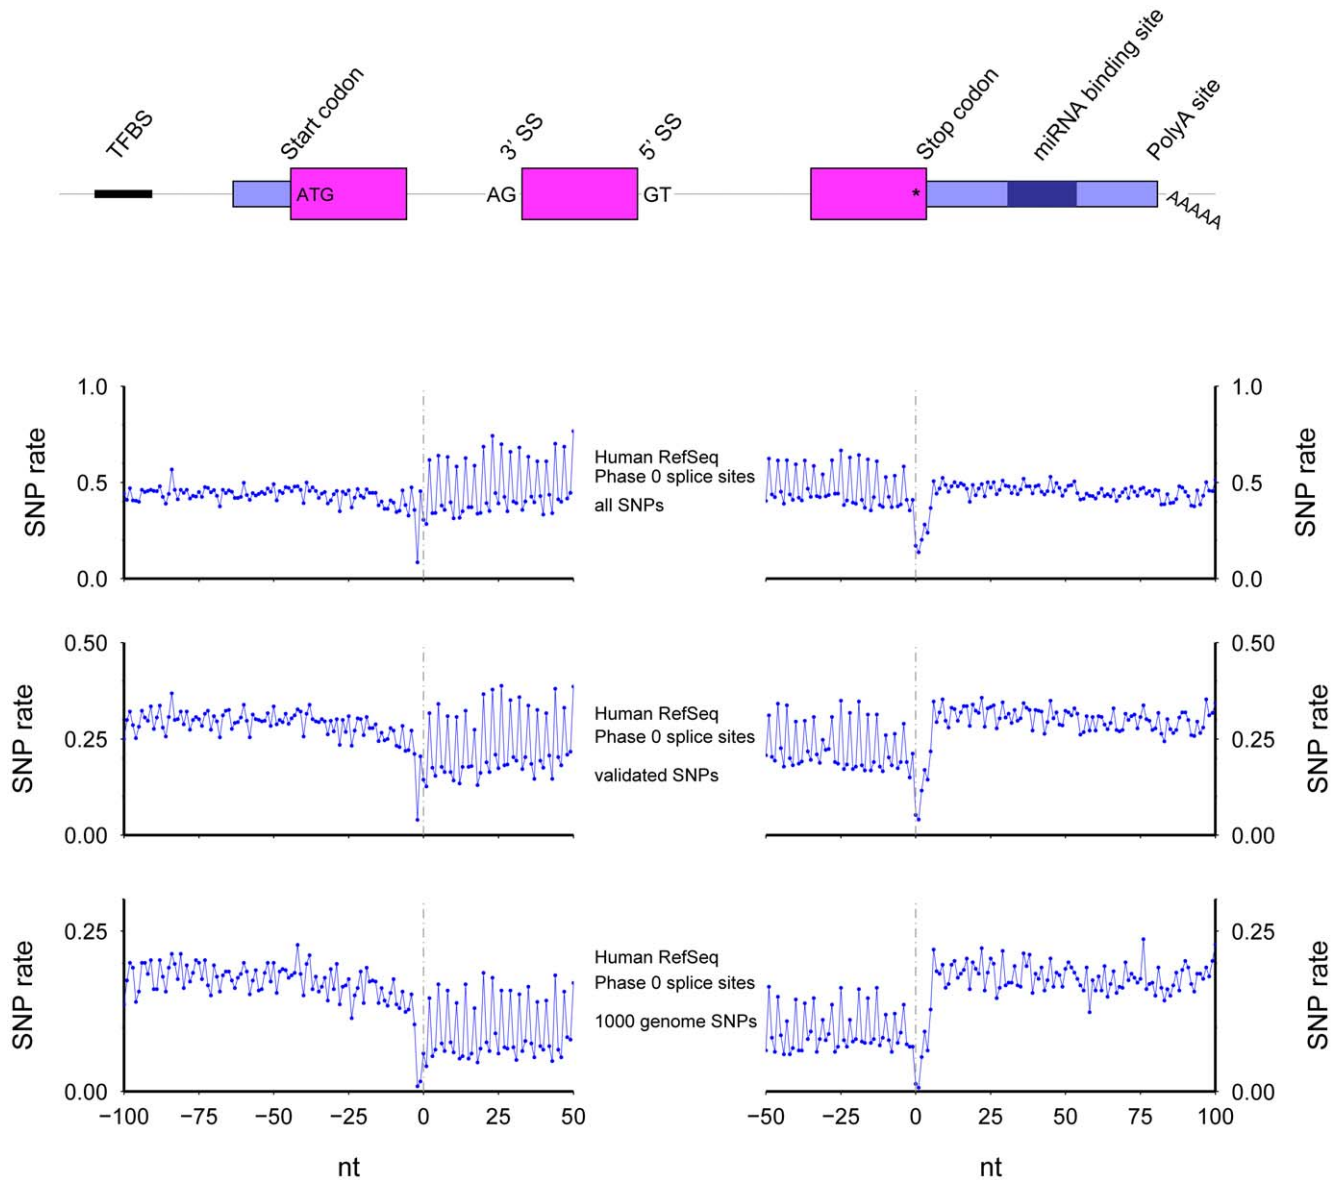 TFBS
Start codon
3' SS
5' SS
Stop codon
miRNA binding site
PolyA site
ATG
AG
GT
*
AAAAA
1.0
0.5
0.0
SNP rate
Human RefSeq
Phase 0 splice sites
all SNPs
1.0
0.5
0.0
SNP rate
0.50
0.25
0.00
SNP rate
Human RefSeq
Phase 0 splice sites
validated SNPs
0.50
0.25
0.00
SNP rate
0.25
0.00
SNP rate
Human RefSeq
Phase 0 splice sites
1000 genome SNPs
0.25
0.00
SNP rate
−100 −75 −50 −25 0 25 50
−50 −25 0 25 50 75 100
nt
nt